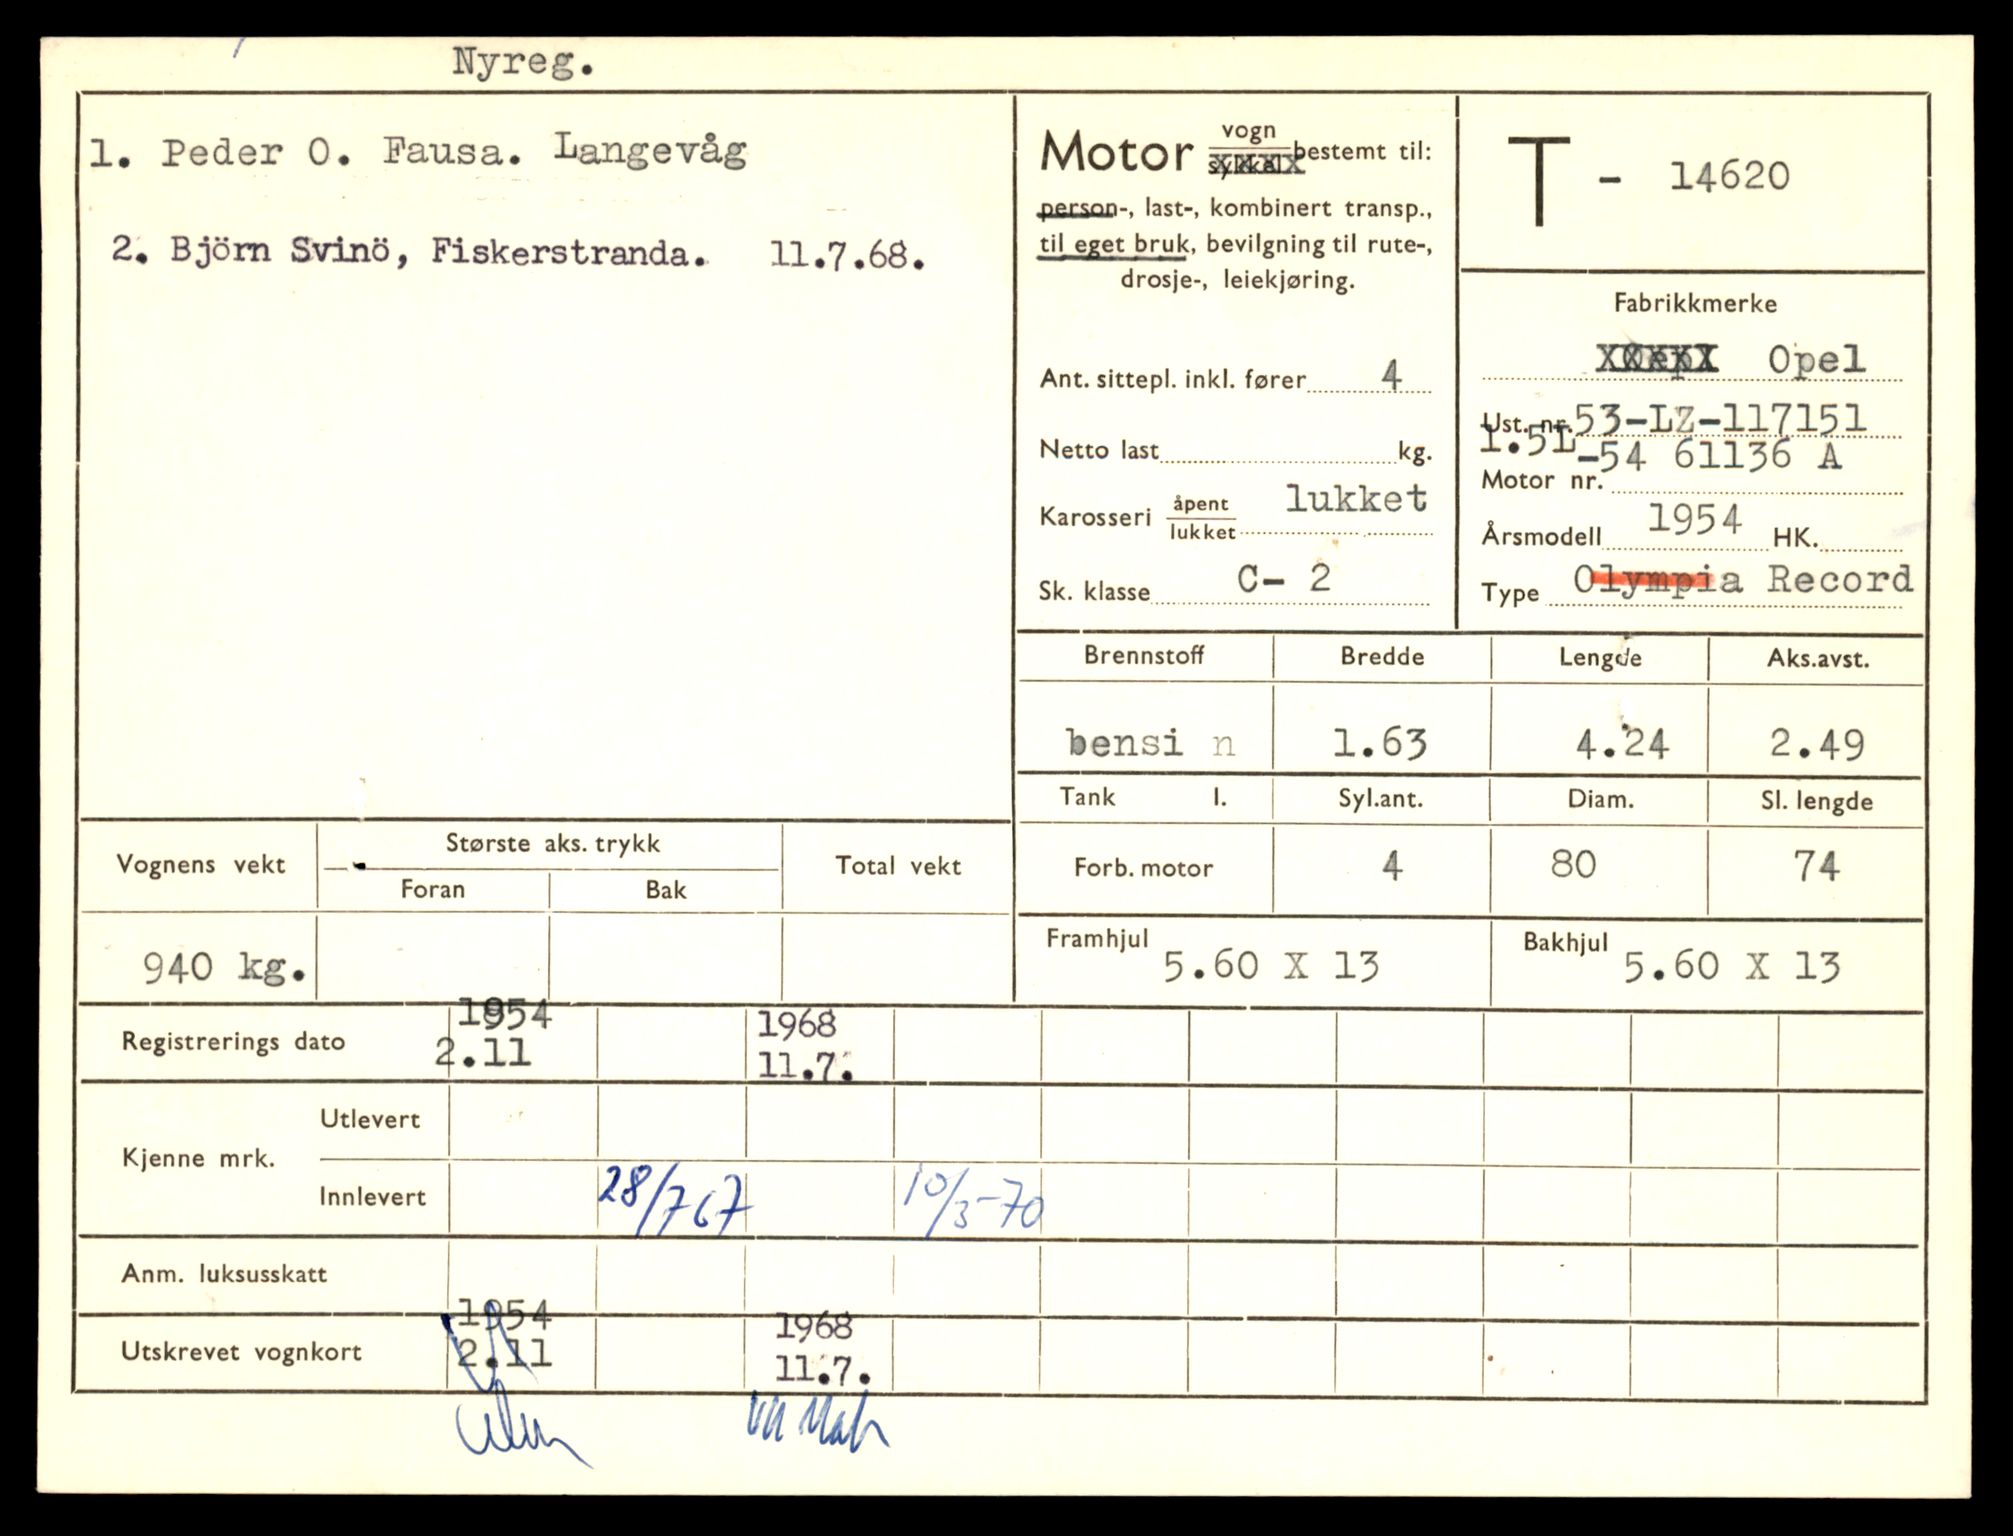 Nyreg.
1. Peder O. Fausa. Langevåg
2. Björn Svinö, Fiskerstranda. 11.7.68.
Motor vogn bestemt til:
sykkel
person-, last-, kombinert transp.,
til eget bruk, bevilgning til rute-,
drosje-, leiekjøring.
Ant. sittepl. inkl. fører 4
Netto last kg.
Karosseri åpent lukket
lukket
Sk. klasse C- 2
T - 14620
Fabrikkmerke
Opel
Ust. nr. 53-LZ-117151
1.5L -54 61136 A
Motor nr.
Årsmodell 1954 HK.
Type Olympia Record
Brennstoff Bredde Lengde Aks.avst.
bensi n 1.63 4.24 2.49
Tank l. Syl.ant. Diam. Sl. lengde
Forb. motor 4 80 74
Framhjul 5.60 X 13 Bakhjul 5.60 X 13
Vognens vekt Største aks. trykk Total vekt
Foran Bak
940 kg.
Registrerings dato 1954 1968
2.11 11.7.
Kjenne mrk. Utlevert
Innlevert 28/7 67 10/3-70
Anm. luksusskatt
Utskrevet vognkort 1954 1968
2.11 11.7.